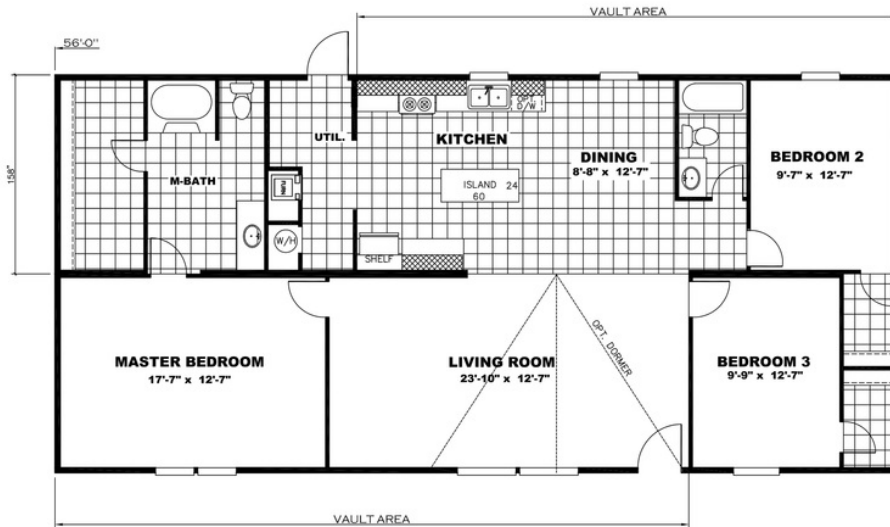 VAULT AREA
56'-0"
158"
UTIL.
KITCHEN
OPT.
D/W
DINING
8'-8" x 12'-7"
BEDROOM 2
9'-7" x 12'-7"
M-BATH
FURN
ISLAND 24
60
W/H
SHELF
MASTER BEDROOM
17'-7" x 12'-7"
LIVING ROOM
23'-10" x 12'-7"
OPT. DORMER
BEDROOM 3
9'-9" x 12'-7"
VAULT AREA